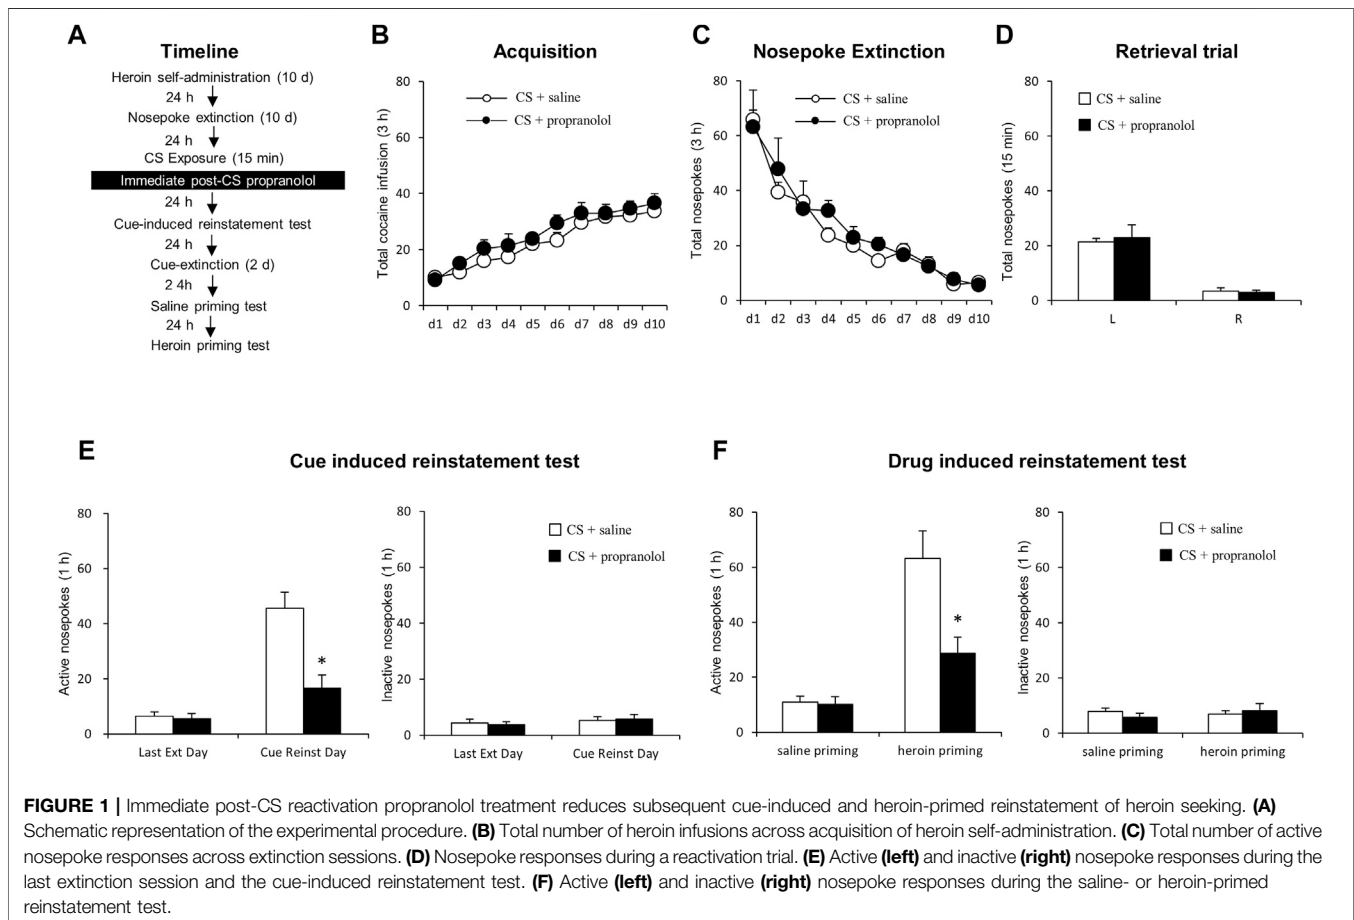 A
Timeline
Heroin self-administration (10 d)
24 h
Nosepoke extinction (10 d)
24 h
CS Exposure (15 min)
Immediate post-CS propranolol
24 h
Cue-induced reinstatement test
24 h
Cue-extinction (2 d)
2 4h
Saline priming test
24 h
Heroin priming test
B
Acquisition
CS + saline
CS + propranolol
Total cocaine infusion (3 h)
80
60
40
20
0
d1 d2 d3 d4 d5 d6 d7 d8 d9 d10
C
Nosepoke Extinction
CS + saline
CS + propranolol
Total nosepokes (3 h)
80
60
40
20
0
d1 d2 d3 d4 d5 d6 d7 d8 d9 d10
D
Retrieval trial
CS + saline
CS + propranolol
Total nosepokes (15 min)
80
60
40
20
0
L R
E
Cue induced reinstatement test
Active nosepokes (1 h)
80
60
40
20
0
*
Last Ext Day Cue Reinst Day
Inactive nosepokes (1 h)
80
60
40
20
0
CS + saline
CS + propranolol
Last Ext Day Cue Reinst Day
F
Drug induced reinstatement test
Active nosepokes (1 h)
80
60
40
20
0
*
saline priming heroin priming
Inactive nosepokes (1 h)
80
60
40
20
0
CS + saline
CS + propranolol
saline priming heroin priming
FIGURE 1 | Immediate post-CS reactivation propranolol treatment reduces subsequent cue-induced and heroin-primed reinstatement of heroin seeking. (A)
Schematic representation of the experimental procedure. (B) Total number of heroin infusions across acquisition of heroin self-administration. (C) Total number of active
nosepoke responses across extinction sessions. (D) Nosepoke responses during a reactivation trial. (E) Active (left) and inactive (right) nosepoke responses during the
last extinction session and the cue-induced reinstatement test. (F) Active (left) and inactive (right) nosepoke responses during the saline- or heroin-primed
reinstatement test.